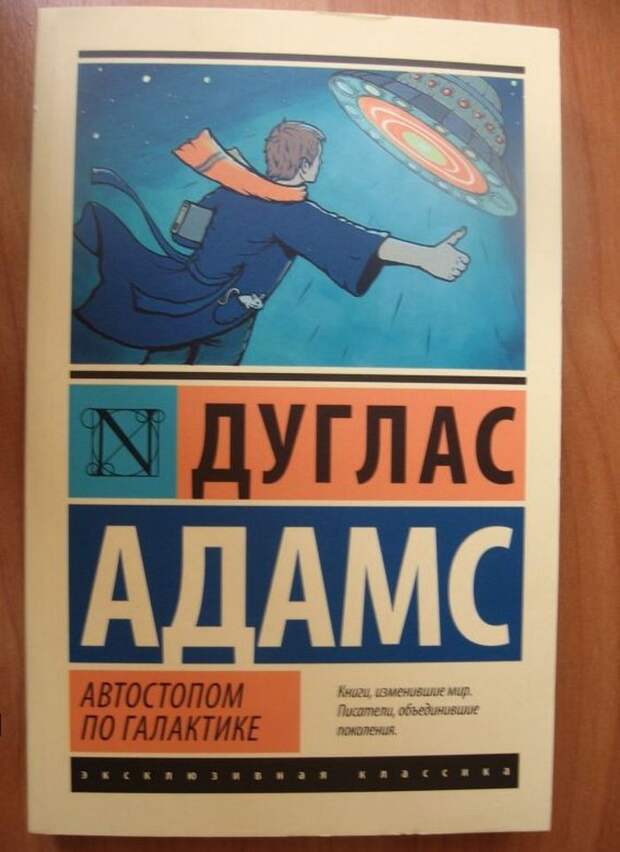 N
ДУГЛАС
АДАМС
АВТОСТОПОМ
ПО ГАЛАКТИКЕ
Книги, изменившие мир.
Писатели, объединившие
поколения.
эксклюзивная классика